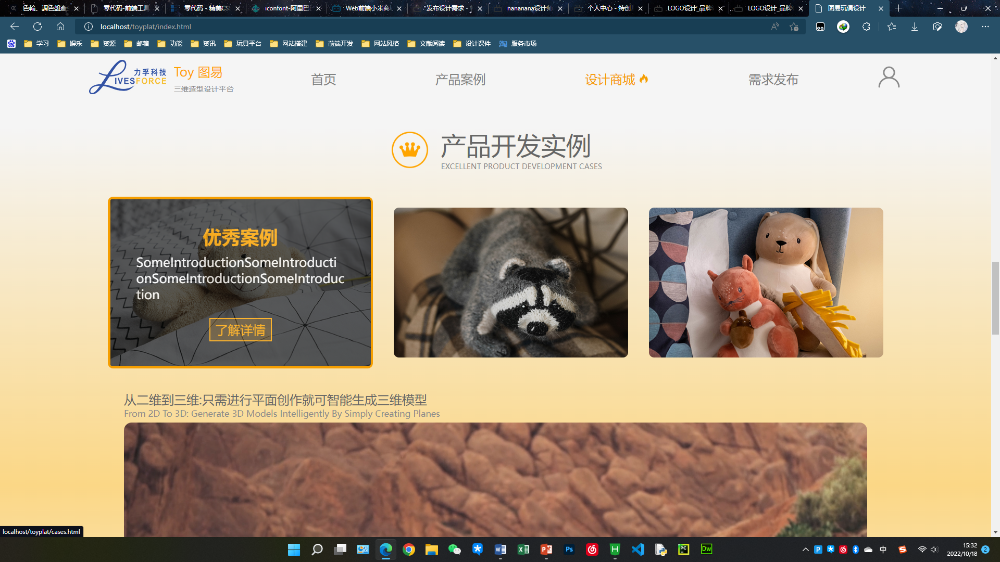 色輪、調色盤產
零代码-前端工具
零代码 - 精美CSS
iconfont-阿里巴
Web前端小米商
发布设计需求 -
nananana设计师
个人中心 - 特创
LOGO设计_品牌
LOGO设计_品牌
图易玩偶设计
localhost/toyplat/index.html
学习
娱乐
资源
邮箱
功能
资讯
玩具平台
网站搭建
前端开发
网站风格
文献阅读
设计课件
服务市场
力孚科技
LIVESFORCE
Toy 图易
三维造型设计平台
首页
产品案例
设计商城
需求发布
产品开发实例
EXCELLENT PRODUCT DEVELOPMENT CASES
优秀案例
SomeIntroductionSomeIntroducti
onSomeIntroductionSomeIntroduc
tion
了解详情
从二维到三维:只需进行平面创作就可智能生成三维模型
From 2D To 3D: Generate 3D Models Intelligently By Simply Creating Planes
localhost/toyplat/cases.html
中
15:32
2022/10/18
2